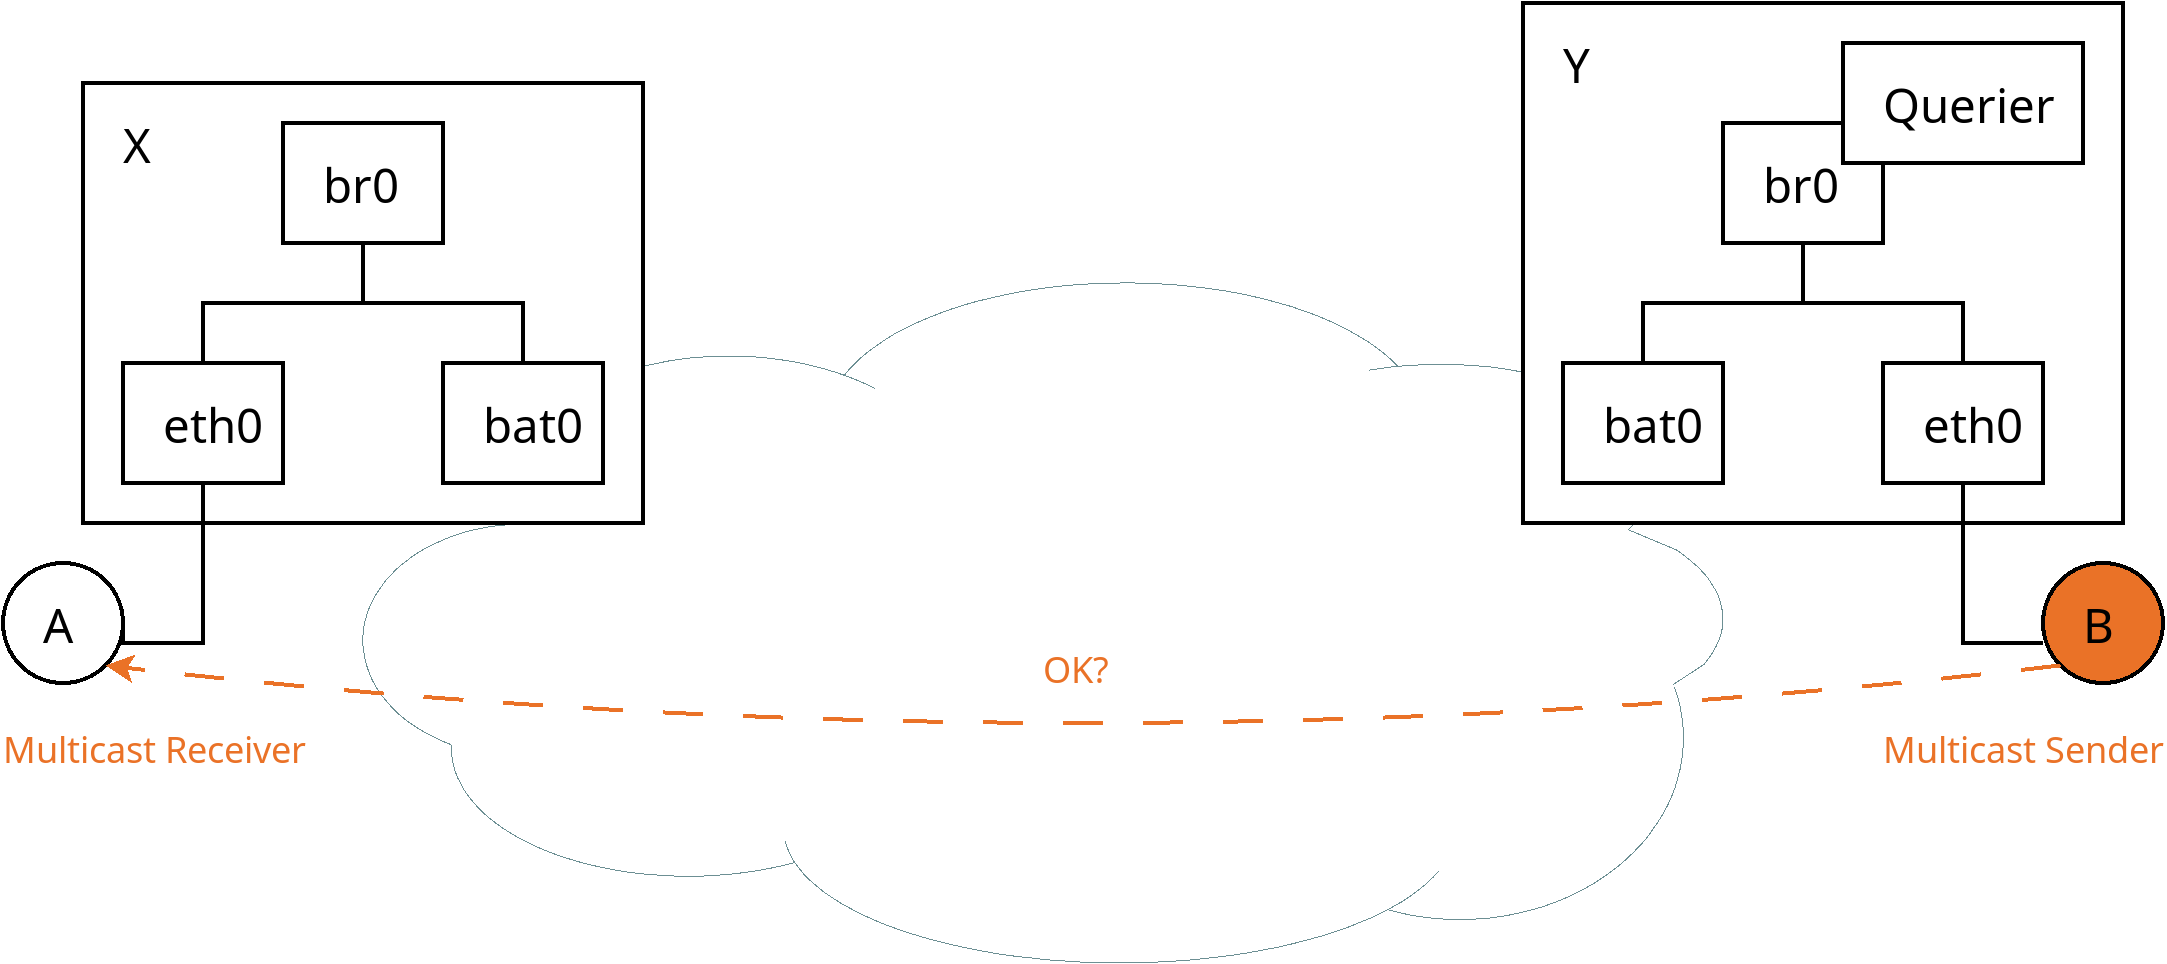 Y
Querier
X
br0
br0
eth0
bat0
bat0
eth0
A
B
OK?
Multicast Receiver
Multicast Sender